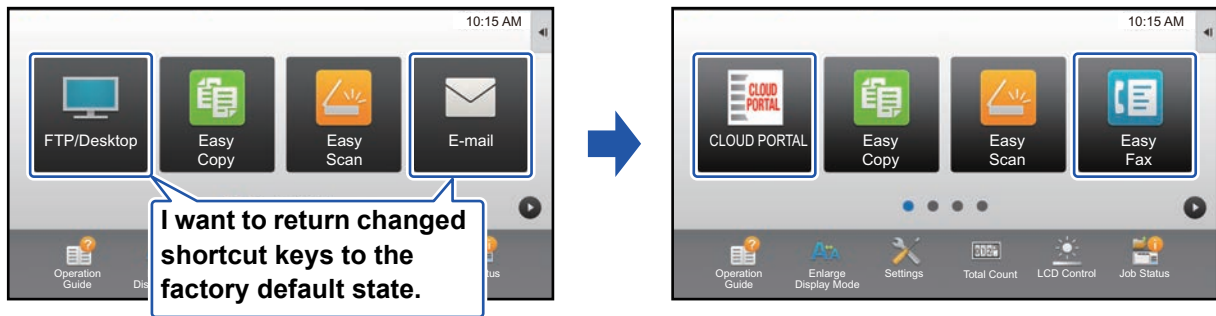 10:15 AM
FTP/Desktop
Easy
Copy
Easy
Scan
E-mail
I want to return changed
shortcut keys to the
factory default state.
Operation
Guide
10:15 AM
CLOUD
PORTAL
CLOUD PORTAL
Easy
Copy
Easy
Scan
Easy
Fax
Operation
Guide
Enlarge
Display Mode
Settings
Total Count
LCD Control
Job Status